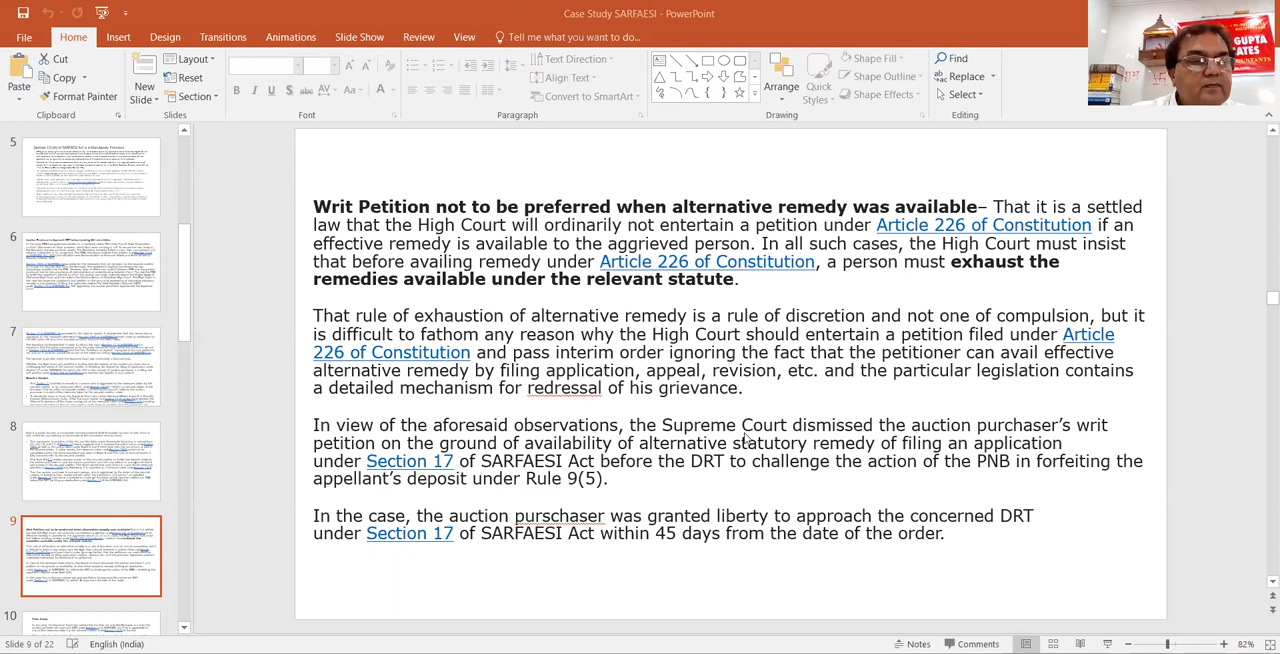 Case Study SARFAESI - PowerPoint
File Home Insert Design Transitions Animations Slide Show Review View Tell me what you want to do...
Paste
Cut
Copy
Format Painter
Clipboard
New
Slide
Layout
Reset
Section
Slides
B I U S abc AV Aa A
Font
Text Direction
Align Text
Convert to SmartArt
Paragraph
Arrange
Quick
Styles
Shape Fill
Shape Outline
Shape Effects
Drawing
Find
Replace
Select
Editing
GUPTA
ATES
5
6
7
8
9
10
Writ Petition not to be preferred when alternative remedy was available– That it is a settled
law that the High Court will ordinarily not entertain a petition under Article 226 of Constitution if an
effective remedy is available to the aggrieved person. In all such cases, the High Court must insist
that before availing remedy under Article 226 of Constitution, a person must exhaust the
remedies available under the relevant statute.
That rule of exhaustion of alternative remedy is a rule of discretion and not one of compulsion, but it
is difficult to fathom reason why the High Court should entertain a petition filed under Article
226 of Constitution and pass interim order ignoring the fact that the petitioner can avail effective
alternative remedy by filing application, appeal, revision, etc. and the particular legislation contains
a detailed mechanism for redressal of his grievance.
In view of the aforesaid observations, the Supreme Court dismissed the auction purchaser's writ
petition on the ground of availability of alternative statutory remedy of filing an application
under Section 17 of SARFAESI Act before the DRT to challenge the action of the PNB in forfeiting the
appellant's deposit under Rule 9(5).
In the case, the auction purschaser was granted liberty to approach the concerned DRT
under Section 17 of SARFAESI Act within 45 days from the date of the order.
Slide 9 of 22 English (India) Notes Comments 82%